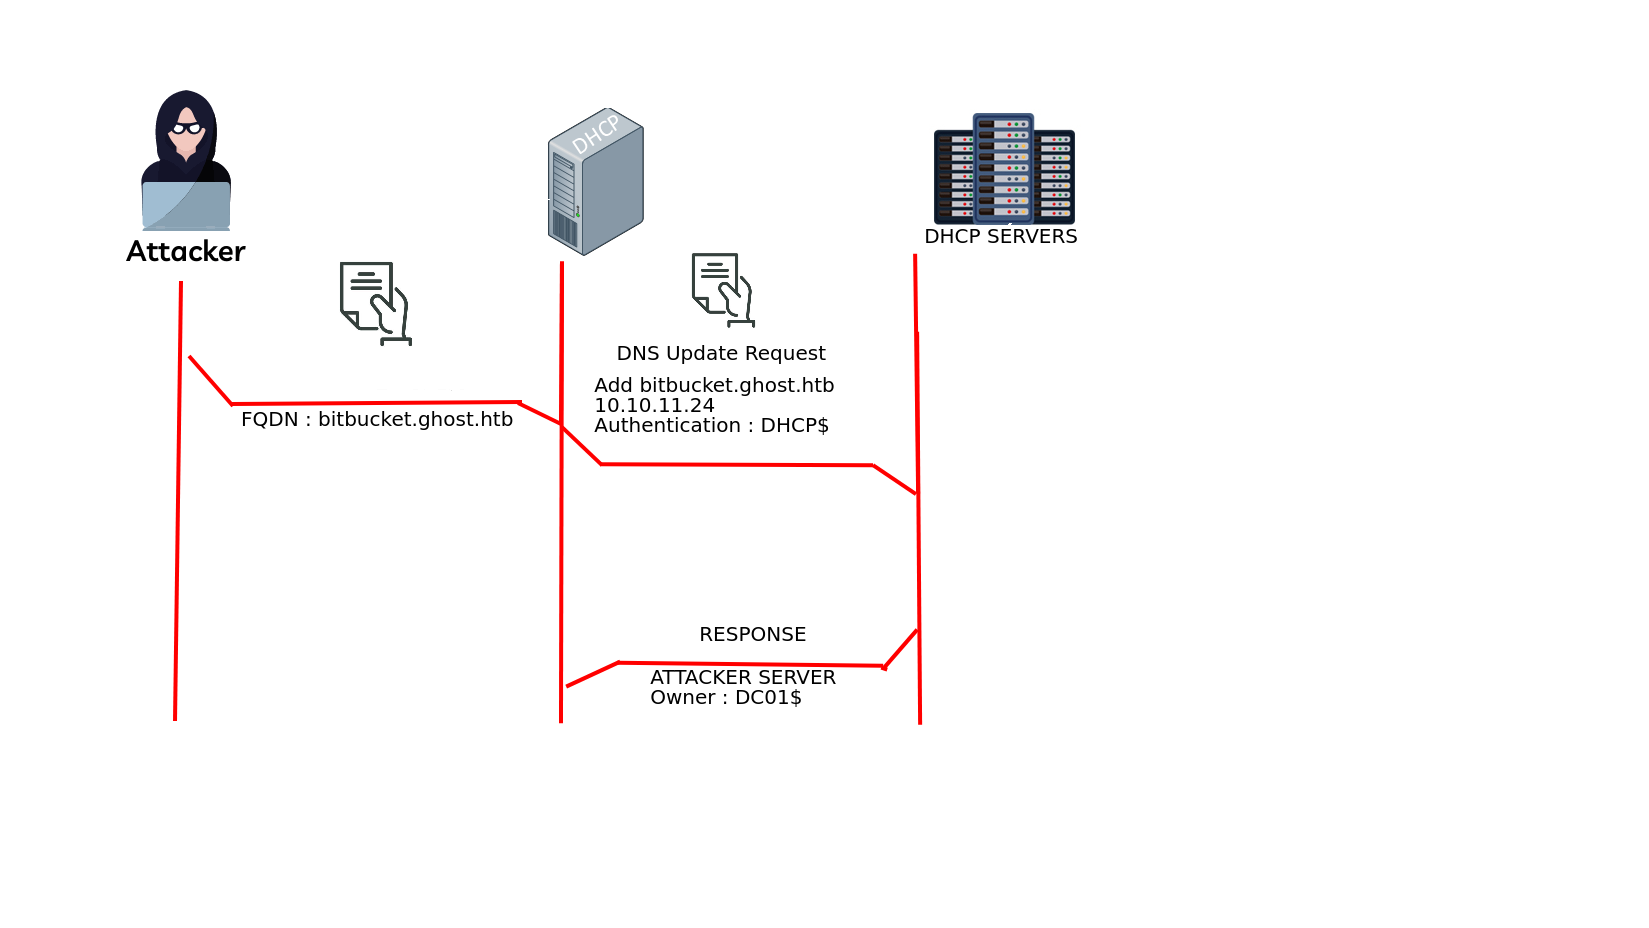 DHCP
DHCP SERVERS
Attacker
DNS Update Request
Add bitbucket.ghost.htb
10.10.11.24
Authentication : DHCP$
FQDN : bitbucket.ghost.htb
RESPONSE
ATTACKER SERVER
Owner : DC01$